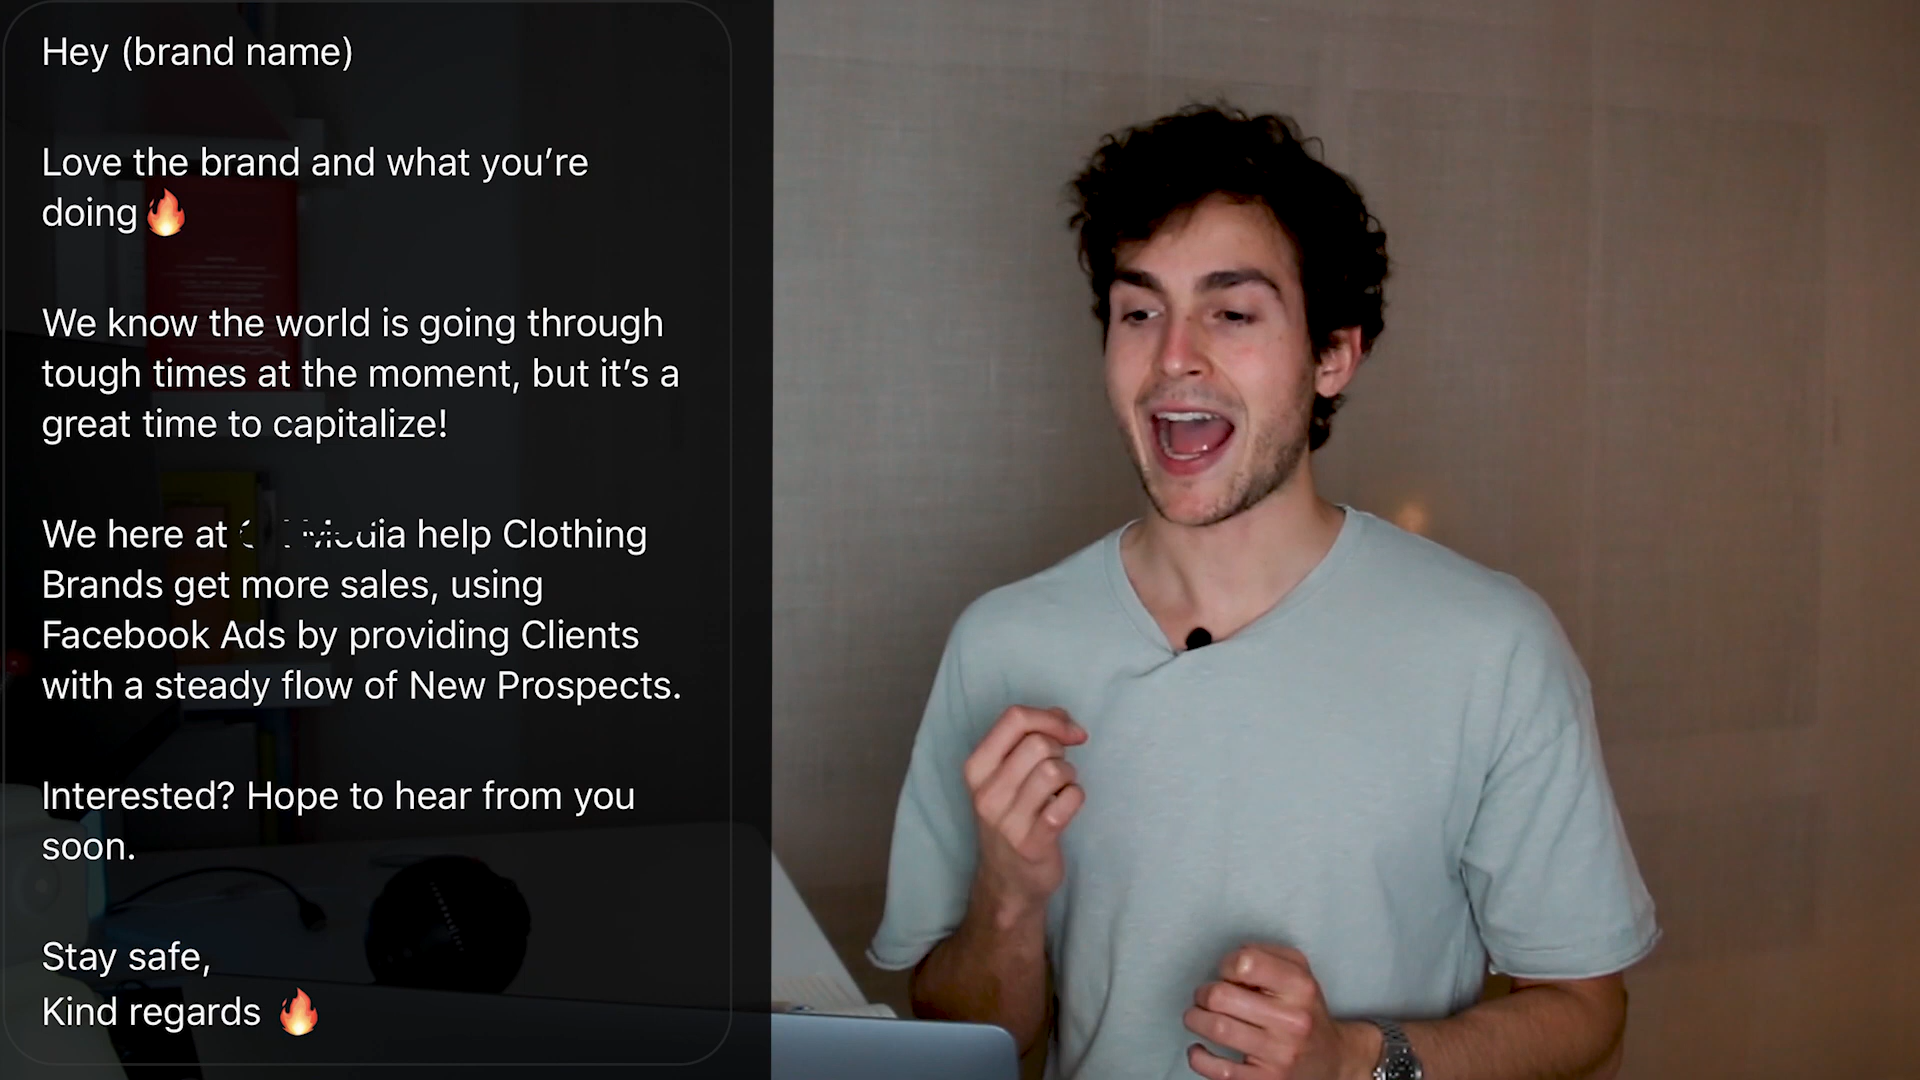 Hey (brand name)
Love the brand and what you're
doing🔥
We know the world is going through
tough times at the moment, but it's a
great time to capitalize!
We here at help Clothing
Brands get more sales, using
Facebook Ads by providing Clients
with a steady flow of New Prospects.
Interested? Hope to hear from you
soon.
Stay safe,
Kind regards 🔥